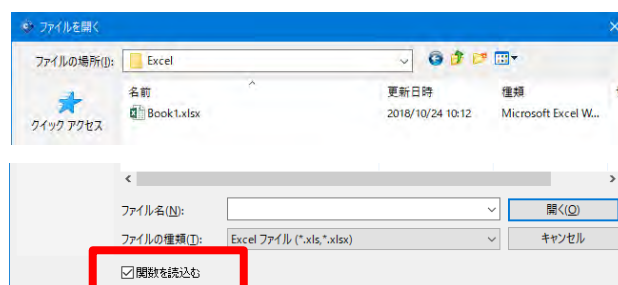 ファイルを開く
ファイルの場所(I): Excel
名前 更新日時 種類
Book1.xlsx 2018/10/24 10:12 Microsoft Excel W...
クイック アクセス
ファイル名(N): 開く(O)
ファイルの種類(T): Excel ファイル (*.xls,*.xlsx) キャンセル
関数を読込む